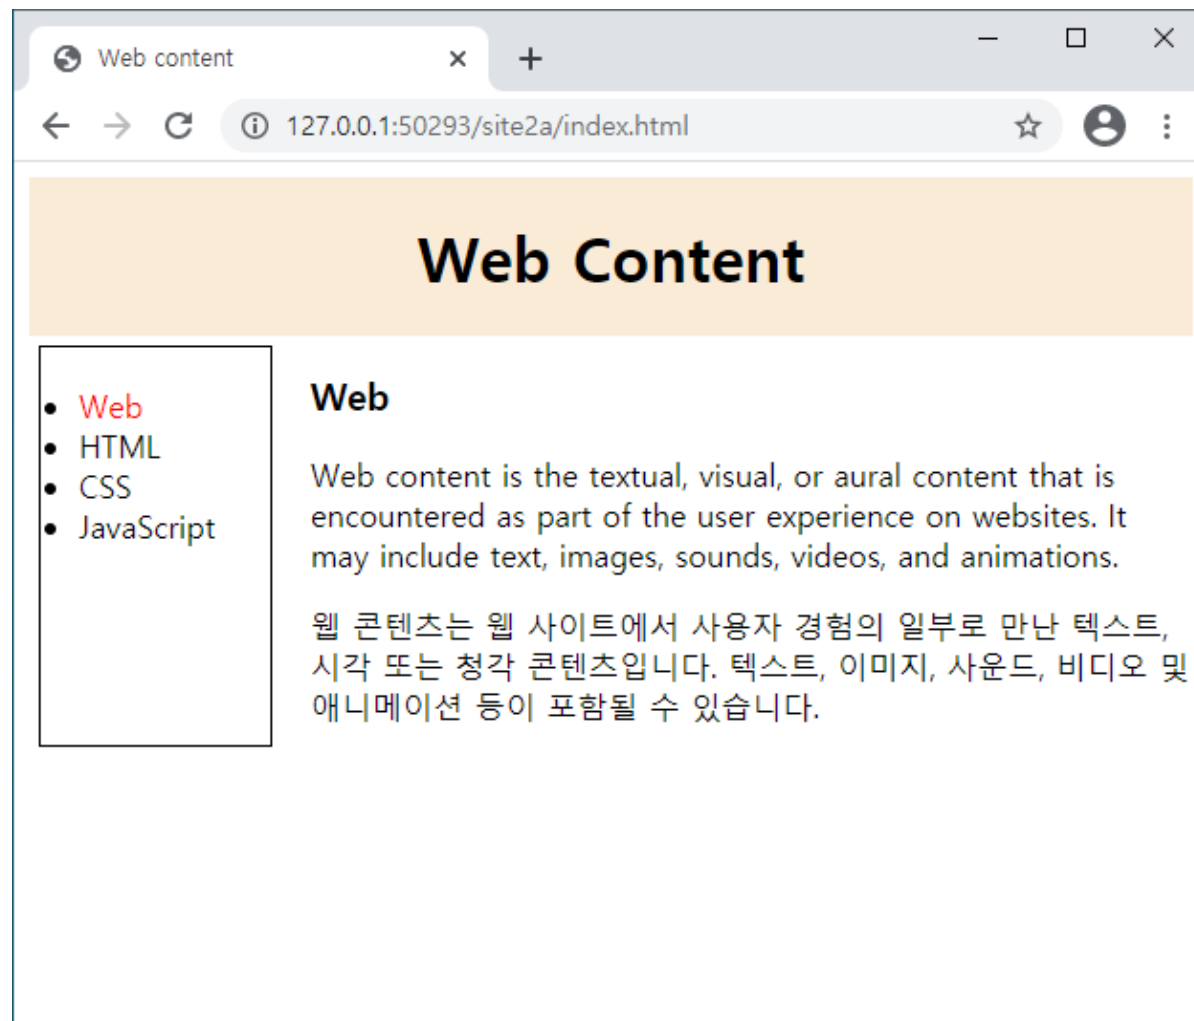 Web content
127.0.0.1:50293/site2a/index.html
Web Content
Web
HTML
CSS
JavaScript
Web
Web content is the textual, visual, or aural content that is
encountered as part of the user experience on websites. It
may include text, images, sounds, videos, and animations.
웹 콘텐츠는 웹 사이트에서 사용자 경험의 일부로 만난 텍스트,
시각 또는 청각 콘텐츠입니다. 텍스트, 이미지, 사운드, 비디오 및
애니메이션 등이 포함될 수 있습니다.